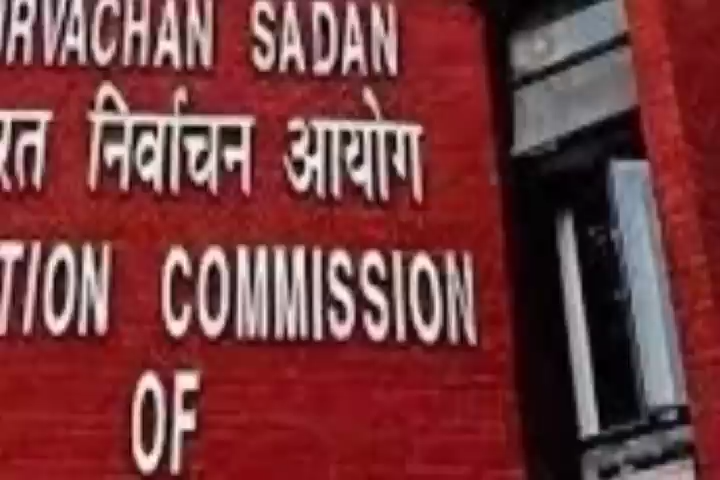 RVACHAN SADAN
रत निर्वाचन आयोग
TION COMMISSION
OF